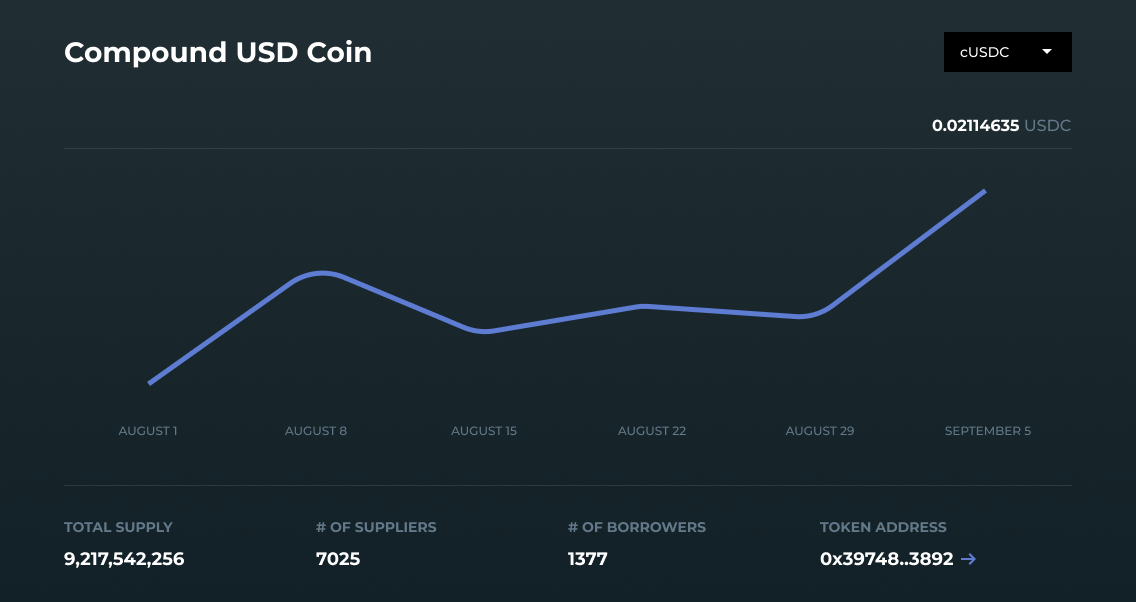 Compound USD Coin
cUSDC
0.02114635 USDC
AUGUST 1 AUGUST 8 AUGUST 15 AUGUST 22 AUGUST 29 SEPTEMBER 5
TOTAL SUPPLY # OF SUPPLIERS # OF BORROWERS TOKEN ADDRESS
9,217,542,256 7025 1377 0x39748..3892 →